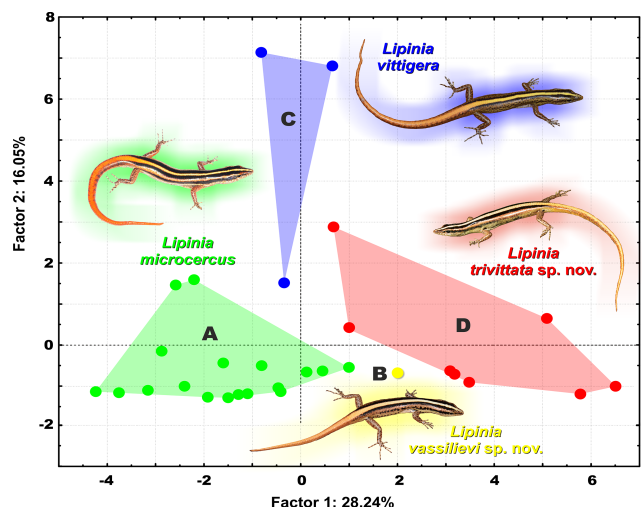 8
6
4
2
0
-2
Factor 2: 16.05%
Lipinia
vittigera
C
Lipinia
microcercus
Lipinia
trivittata sp. nov.
A
D
B
Lipinia
vassilievi sp. nov.
-4 -2 0 2 4 6
Factor 1: 28.24%